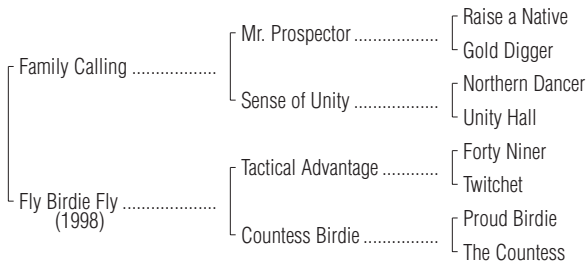 Raise a Native
Mr. Prospector ..................
Gold Digger
Family Calling ..................
Northern Dancer
Sense of Unity ..................
Unity Hall
Forty Niner
Tactical Advantage ............
Twitchet
Fly Birdie Fly ....................
(1998)
Proud Birdie
Countess Birdie ................
The Countess